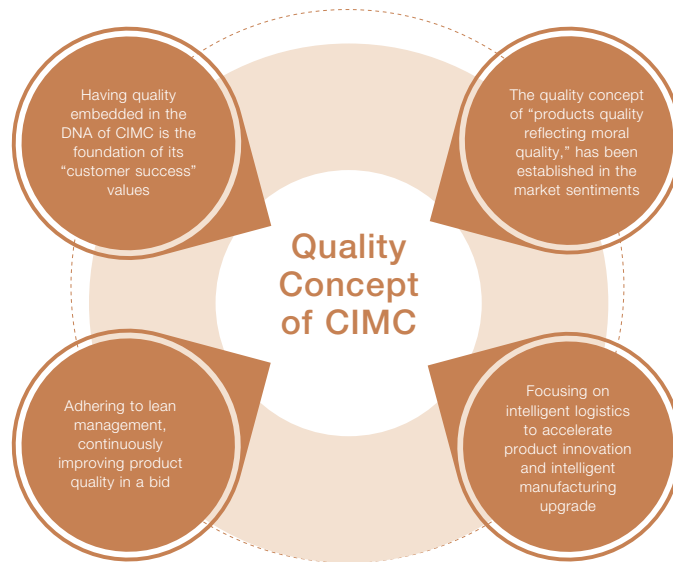 Having quality
embedded in the
DNA of CIMC is the
foundation of its
“customer success”
values
The quality concept
of “products quality
reflecting moral
quality,” has been
established in the
market sentiments
Quality
Concept
of CIMC
Adhering to lean
management,
continuously
improving product
quality in a bid
Focusing on
intelligent logistics
to accelerate
product innovation
and intelligent
manufacturing
upgrade